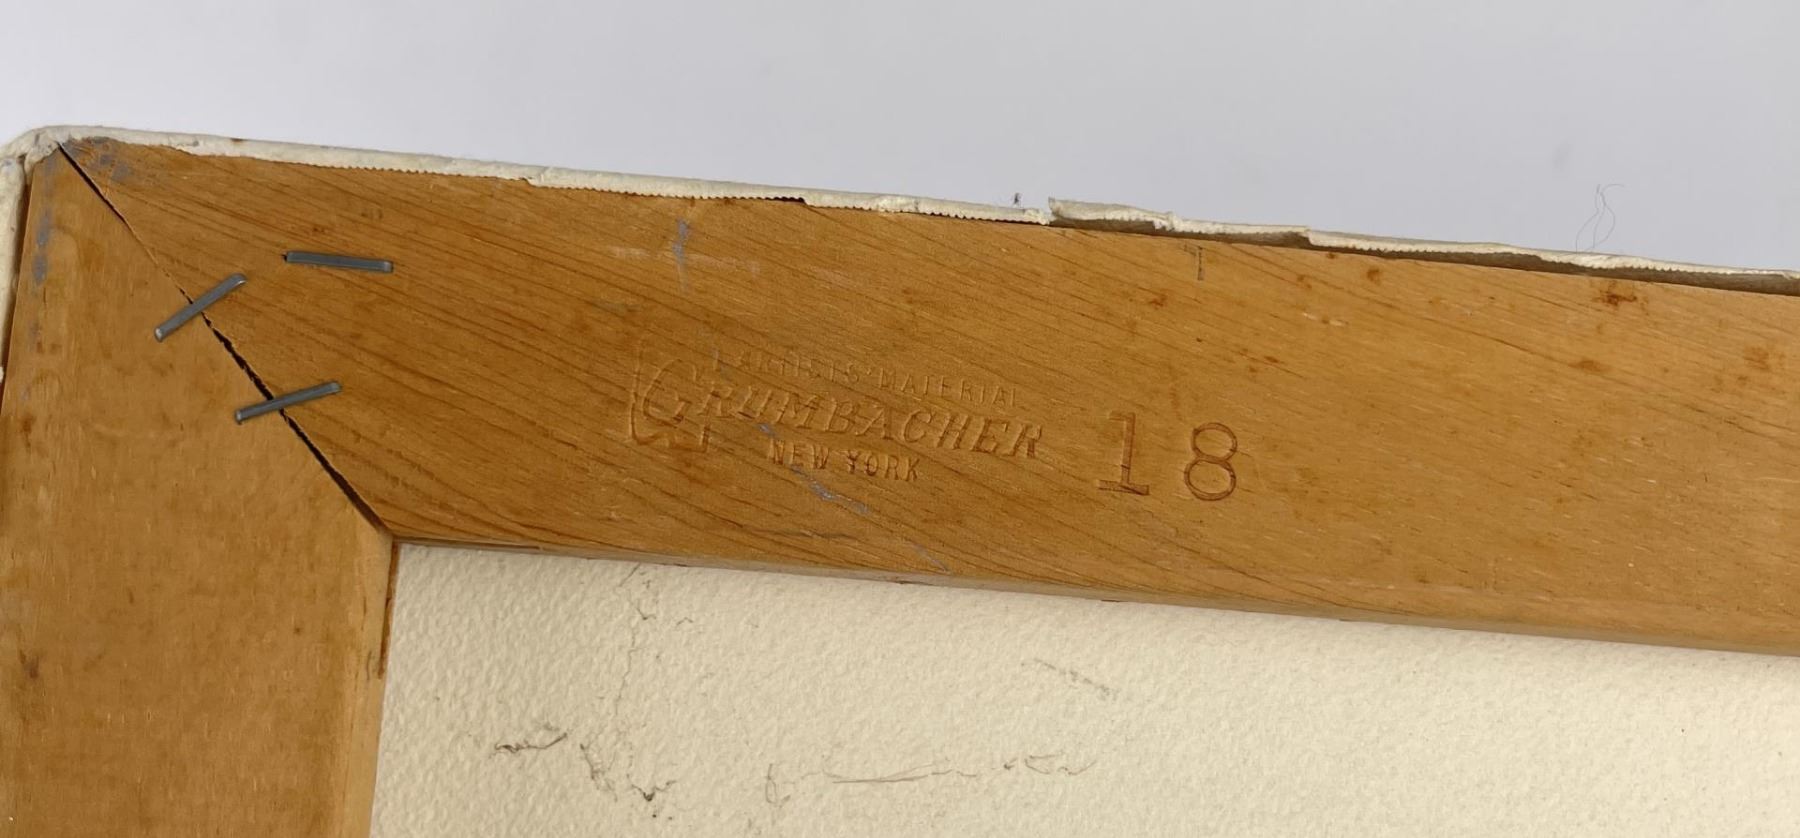 ARTISTS' MATERIAL
GRUMBACHER
NEW YORK
18